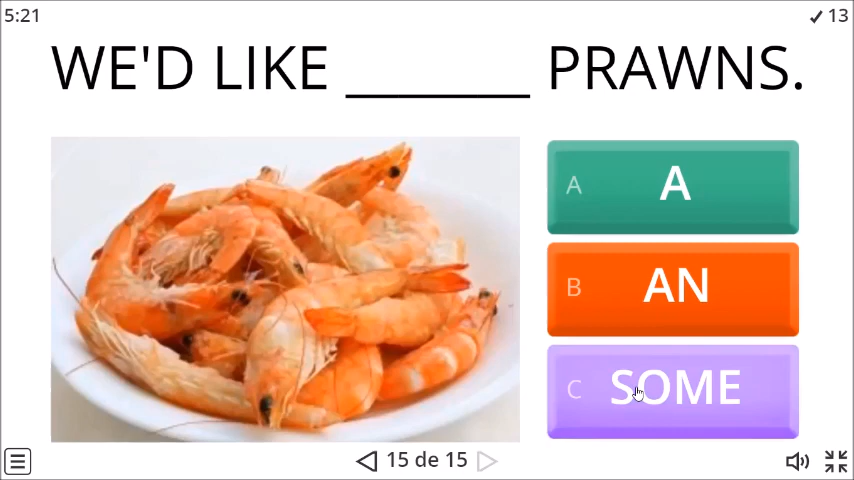 5:21
✓ 13
WE'D LIKE _______ PRAWNS.
A A
B AN
C SOME
15 de 15